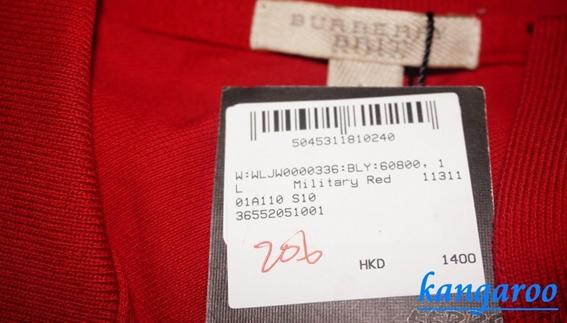 BURBERRY
BRIT
5045311810240
W:WLJW0000336:BLY:60800, 1
L Military Red 11311
01A110 S10
36552051001
206
HKD 1400
kangaroo